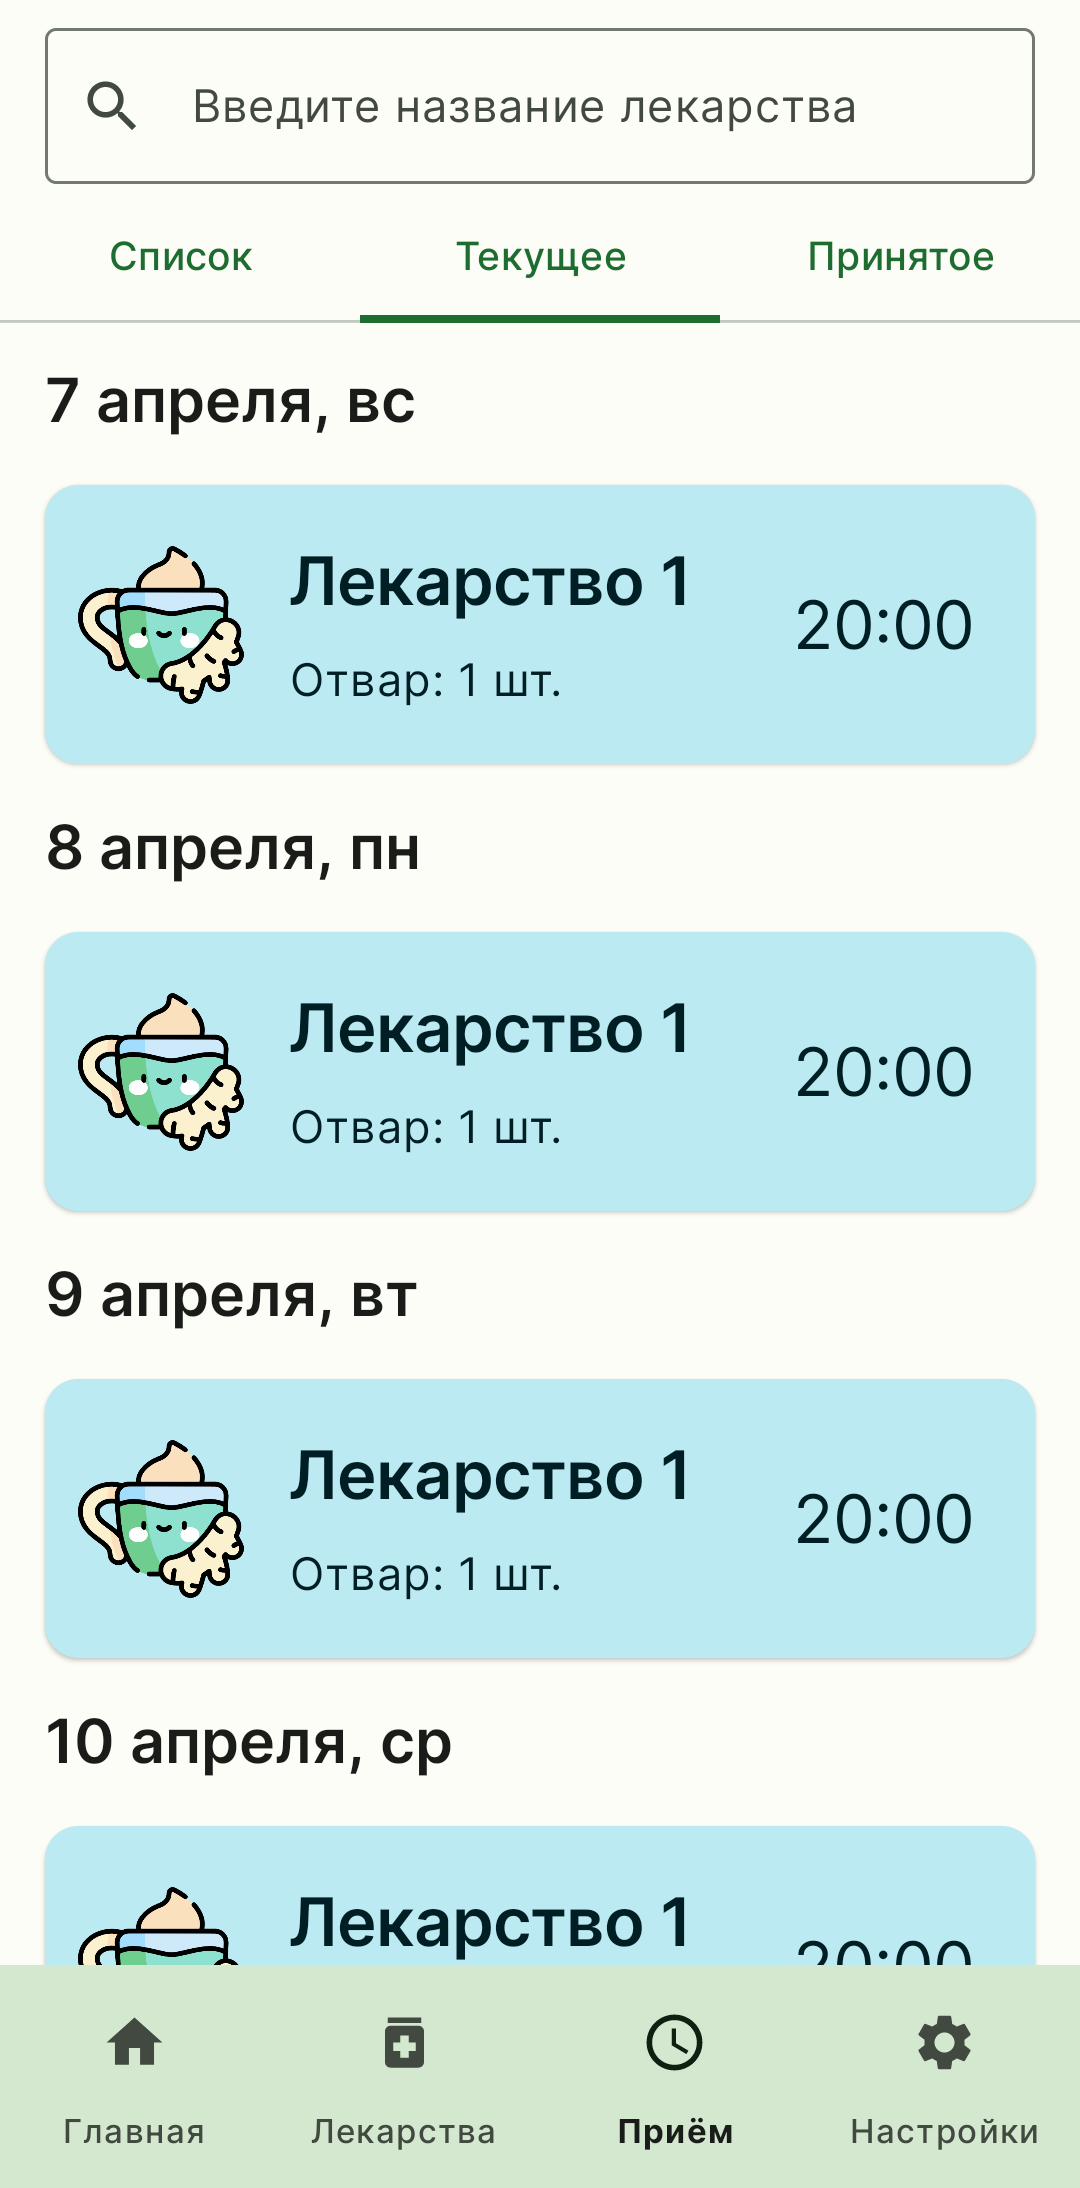 Введите название лекарства
Список Текущее Принятое
7 апреля, вс
Лекарство 1
20:00
Отвар: 1 шт.
8 апреля, пн
Лекарство 1
20:00
Отвар: 1 шт.
9 апреля, вт
Лекарство 1
20:00
Отвар: 1 шт.
10 апреля, ср
Лекарство 1
20:00
Главная Лекарства Приём Настройки